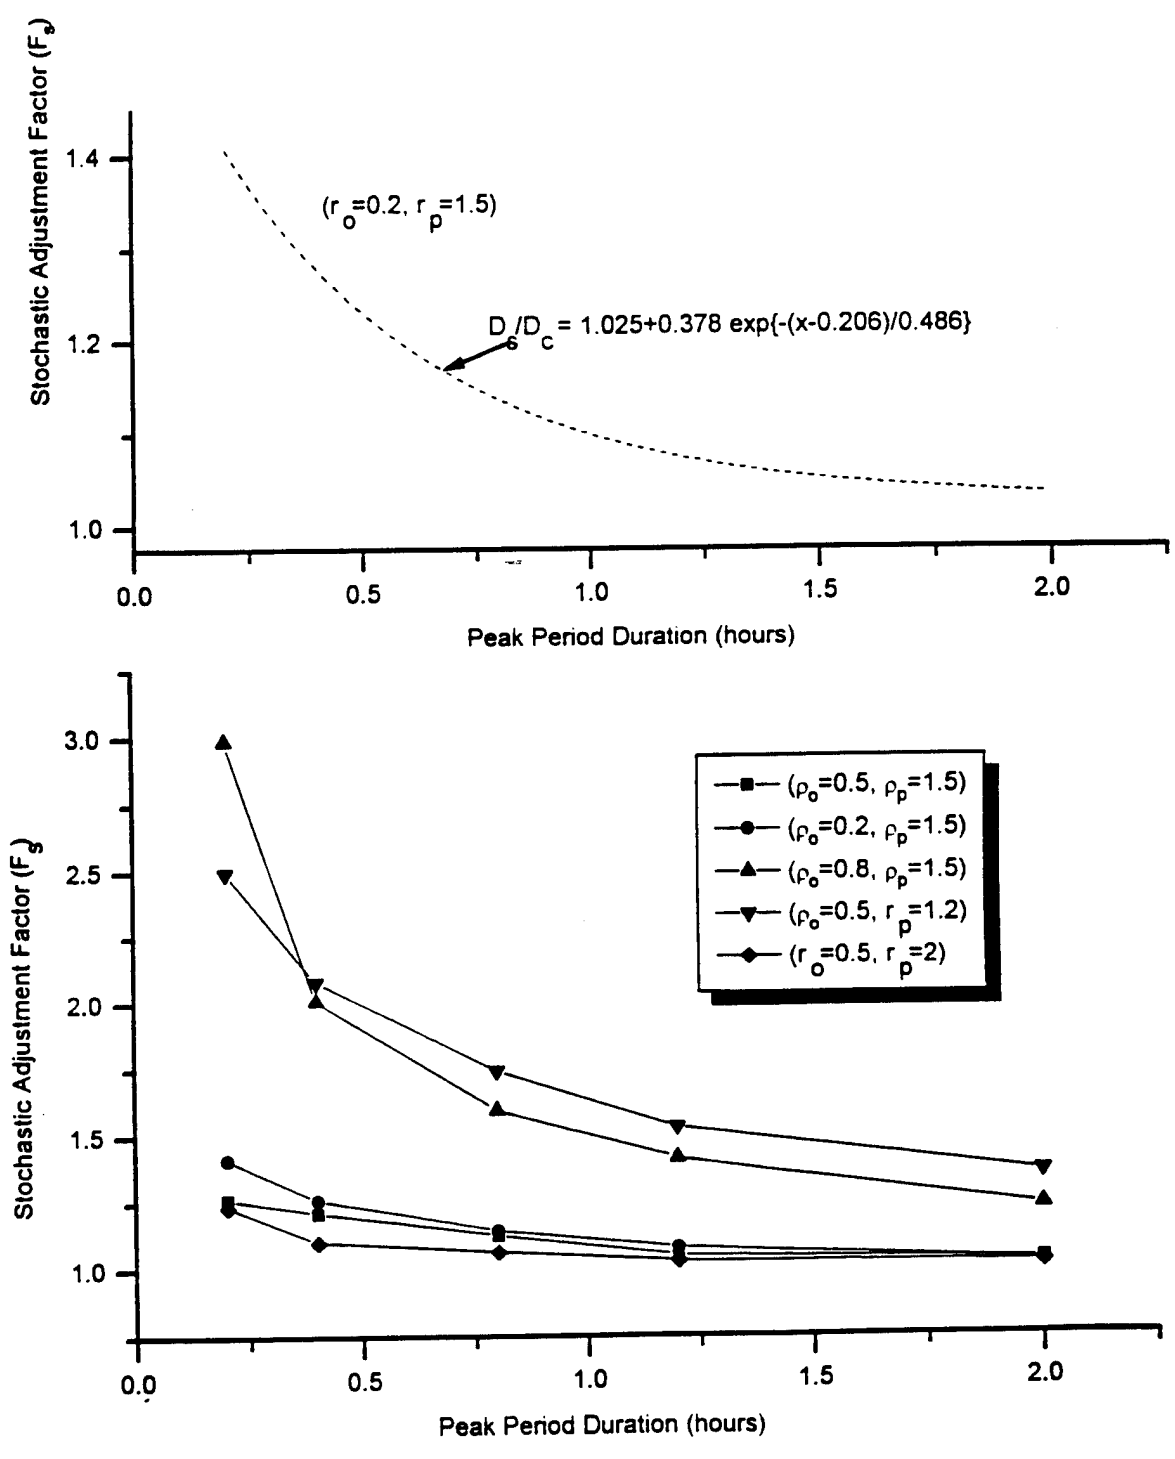 Stochastic Adjustment Factor (Fs)
1.4
1.2
1.0
(ro=0.2, rp=1.5)
Ds/Dc = 1.025+0.378 exp{-(x-0.206)/0.486}
0.0 0.5 1.0 1.5 2.0
Peak Period Duration (hours)
Stochastic Adjustment Factor (Fs)
3.0
2.5
2.0
1.5
1.0
(ρo=0.5, ρp=1.5)
(ρo=0.2, ρp=1.5)
(ρo=0.8, ρp=1.5)
(ρo=0.5, rp=1.2)
(ro=0.5, rp=2)
0.0 0.5 1.0 1.5 2.0
Peak Period Duration (hours)